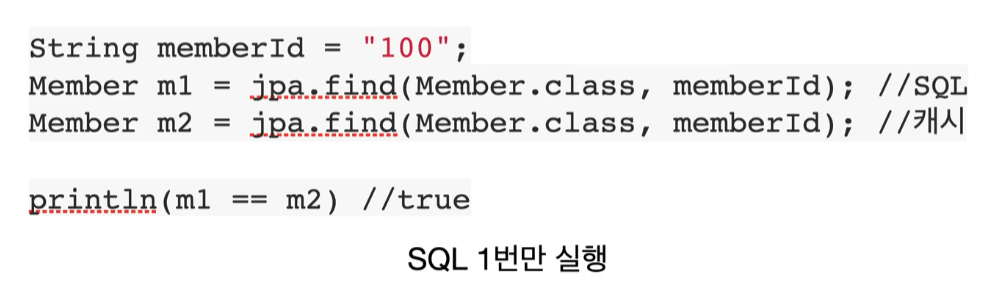 String memberId = "100";
Member m1 = jpa.find(Member.class, memberId); //SQL
Member m2 = jpa.find(Member.class, memberId); //캐시
println(m1 == m2) //true
SQL 1번만 실행